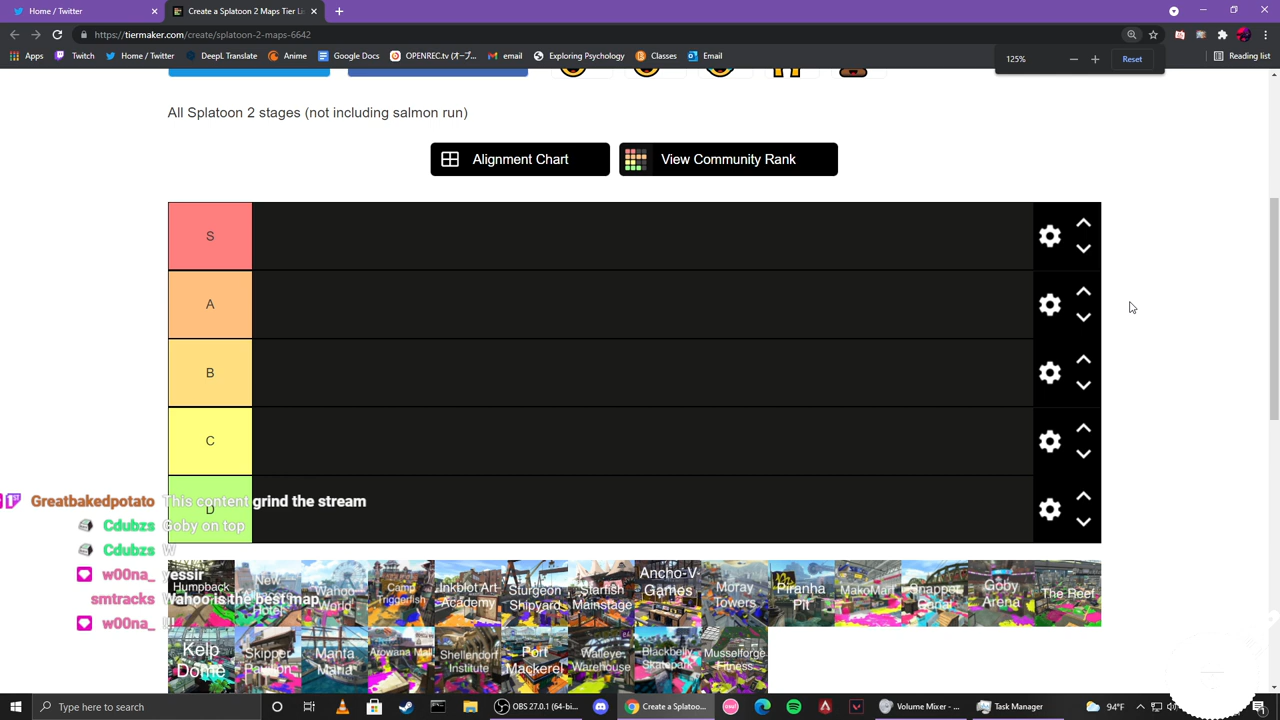 Home / Twitter
Create a Splatoon 2 Maps Tier Li
https://tiermaker.com/create/splatoon-2-maps-6642
Apps
Twitch
Home / Twitter
DeepL Translate
Anime
Google Docs
OPENREC.tv (オープ...
email
Exploring Psychology
Classes
Email
Reading list
125%
Reset
All Splatoon 2 stages (not including salmon run)
Alignment Chart
View Community Rank
S
A
B
C
D
Greatbakedpotato This content grind the stream
Cdubzs Goby on top
Cdubzs W
w00na_ yessir
smtracks Wahoo is the best map
w00na_
Humpback
New
Hotel
Wahoo World
Camp Triggerfish
Inkblot Art Academy
Sturgeon Shipyard
Starfish Mainstage
Ancho-V Games
Moray Towers
Piranha Pit
MakoMart
Snapper Canal
Goby Arena
The Reef
Kelp Dome
Skipper Pavilion
Manta Maria
Arowana Mall
Shellendorf Institute
Port Mackerel
Walleye Warehouse
Blackbelly Skatepark
Musselforge Fitness
Type here to search
OBS 27.0.1 (64-bi...
Create a Splatoo...
Volume Mixer - ...
Task Manager
94°F